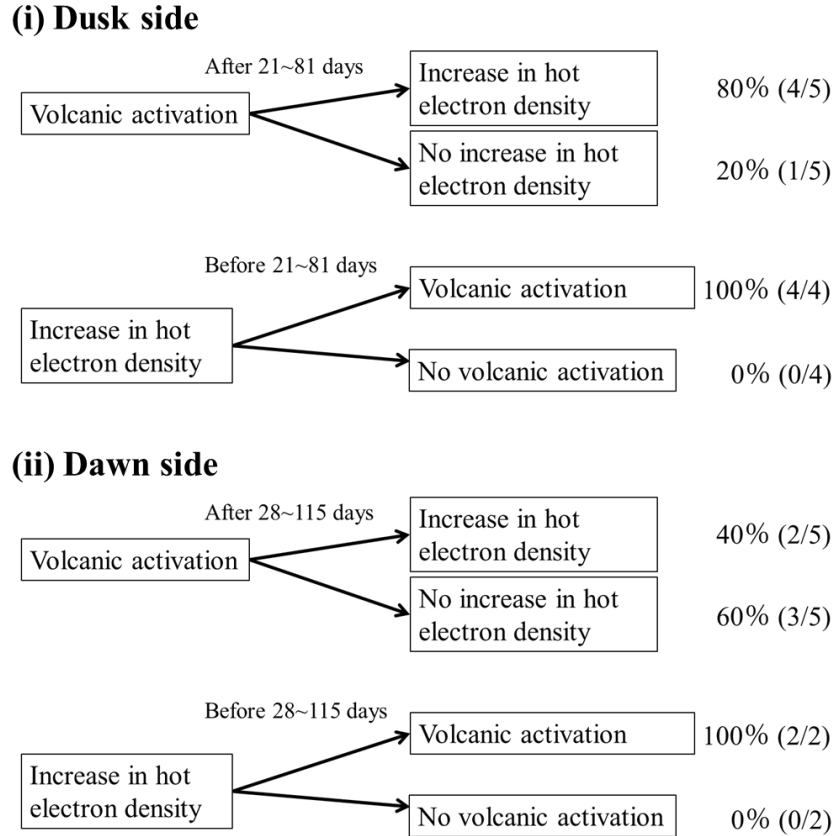 (i) Dusk side
After 21~81 days
Volcanic activation
Increase in hot
electron density
80% (4/5)
No increase in hot
electron density
20% (1/5)
Before 21~81 days
Increase in hot
electron density
Volcanic activation
100% (4/4)
No volcanic activation
0% (0/4)
(ii) Dawn side
After 28~115 days
Volcanic activation
Increase in hot
electron density
40% (2/5)
No increase in hot
electron density
60% (3/5)
Before 28~115 days
Increase in hot
electron density
Volcanic activation
100% (2/2)
No volcanic activation
0% (0/2)